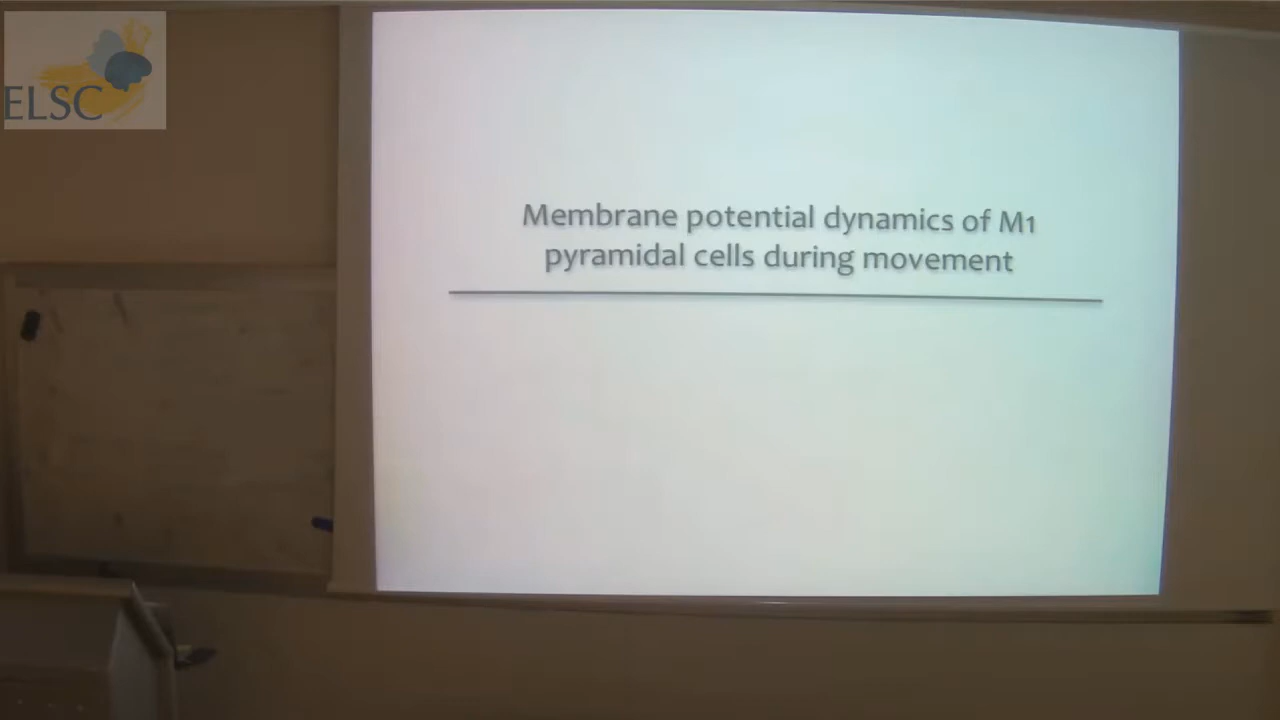 ELSC
Membrane potential dynamics of M1
pyramidal cells during movement